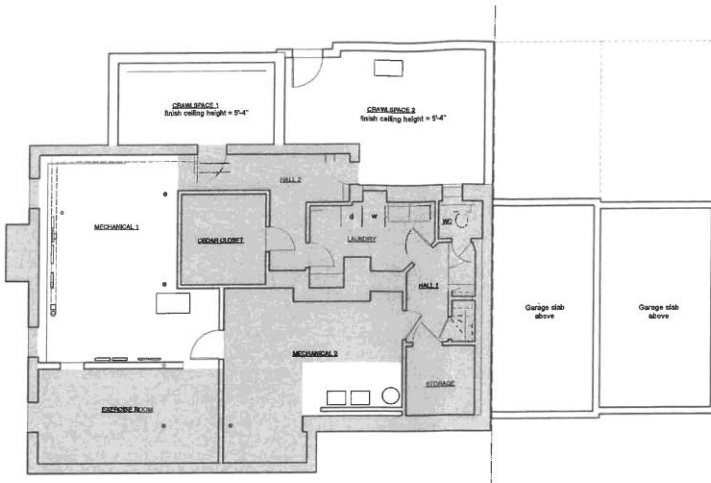 CRAWLSPACE 1
finish ceiling height = 5'-4"
CRAWLSPACE 2
finish ceiling height = 5'-4"
HALL 2
MECHANICAL 1
CEDAR CLOSET
d
w
LAUNDRY
WC
HALL 1
Garage slab
above
Garage slab
above
MECHANICAL 2
STORAGE
EXERCISE ROOM